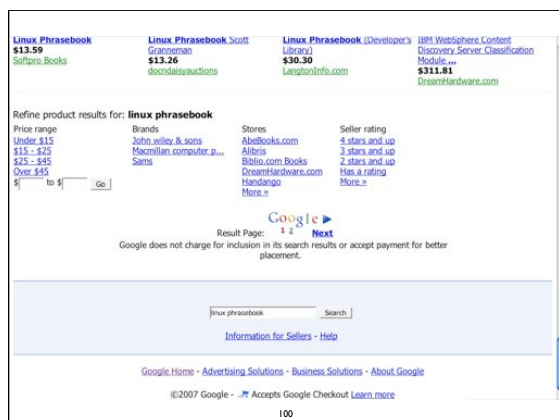 Linux Phrasebook
$13.59
Softpro Books
Linux Phrasebook Scott
Granneman
$13.26
docndaisyauctions
Linux Phrasebook (Developer's
Library)
$30.30
LangtonInfo.com
IBM WebSphere Content
Discovery Server Classification
Module ...
$311.81
DreamHardware.com
Refine product results for: linux phrasebook
Price range
Under $15
$15 - $25
$25 - $45
Over $45
$ to $ Go
Brands
John wiley & sons
Macmillan computer p...
Sams
Stores
AbeBooks.com
Alibris
Biblio.com Books
DreamHardware.com
Handango
More »
Seller rating
4 stars and up
3 stars and up
2 stars and up
Has a rating
More »
Google
Result Page: 1 2 Next
Google does not charge for inclusion in its search results or accept payment for better
placement.
linux phrasebook Search
Information for Sellers - Help
Google Home - Advertising Solutions - Business Solutions - About Google
©2007 Google - Accepts Google Checkout Learn more
100